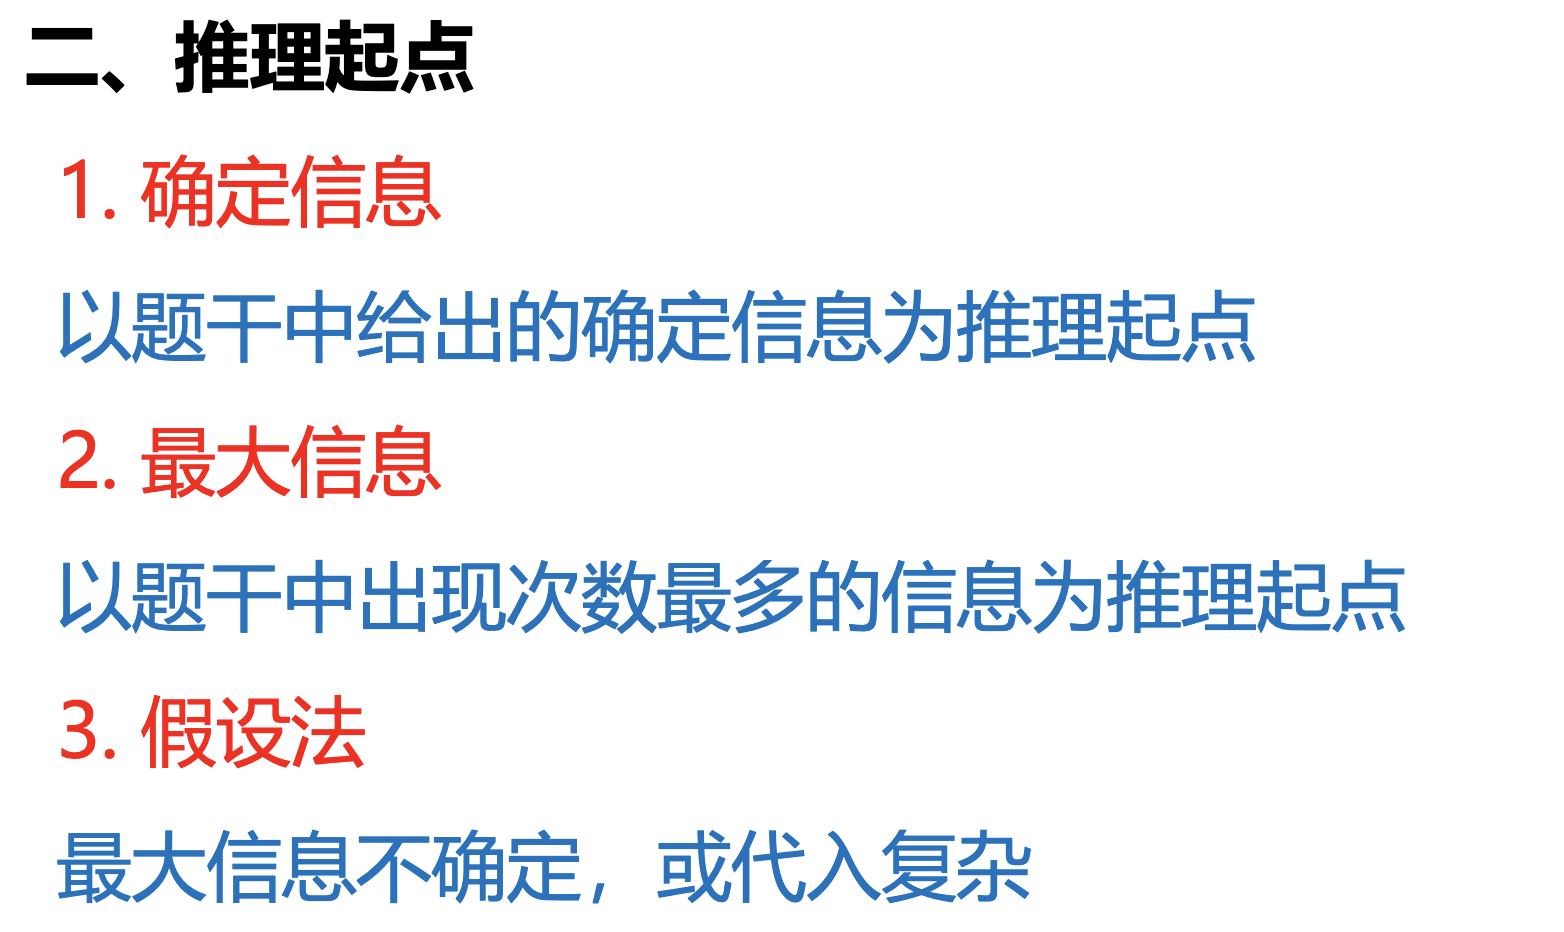 二、推理起点
1. 确定信息
以题干中给出的确定信息为推理起点
2. 最大信息
以题干中出现次数最多的信息为推理起点
3. 假设法
最大信息不确定，或代入复杂